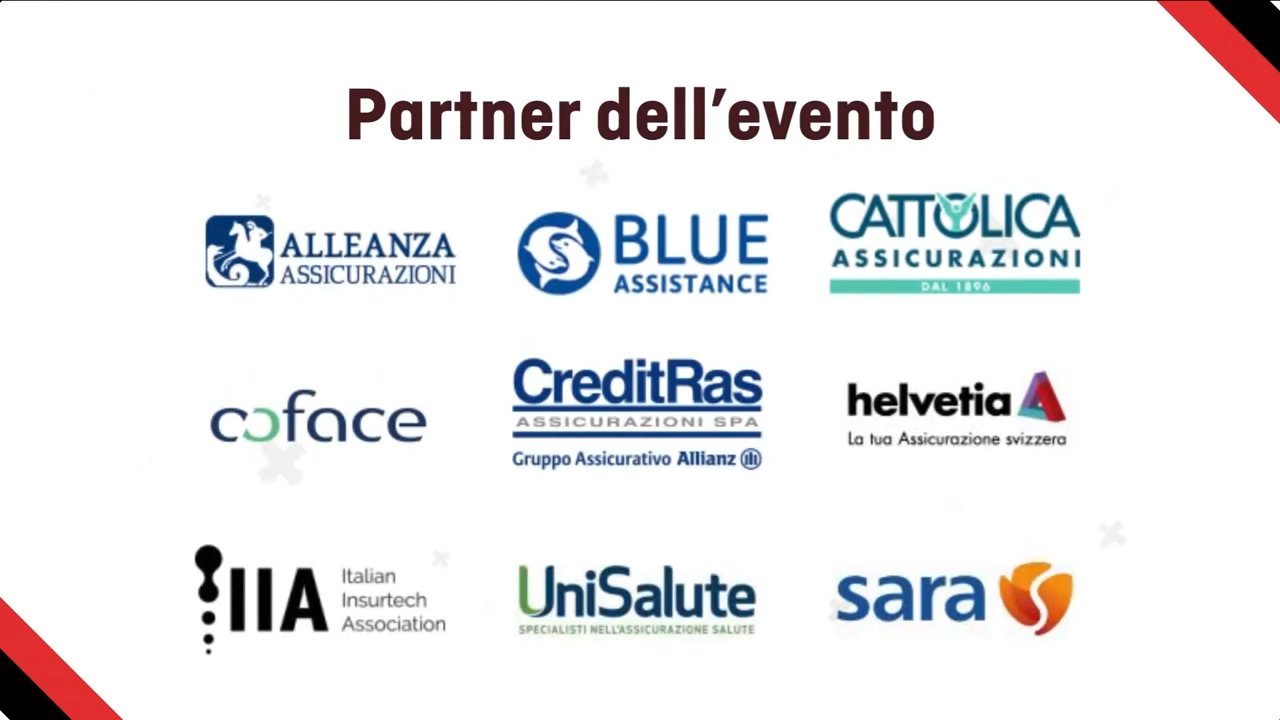 Partner dell'evento
ALLEANZA
ASSICURAZIONI
BLUE
ASSISTANCE
CATTOLICA
ASSICURAZIONI
DAL 1896
coface
CreditRas
ASSICURAZIONI SPA
Gruppo Assicurativo Allianz
helvetia
La tua Assicurazione svizzera
IIA
Italian
Insurtech
Association
UniSalute
SPECIALISTI NELL'ASSICURAZIONE SALUTE
sara